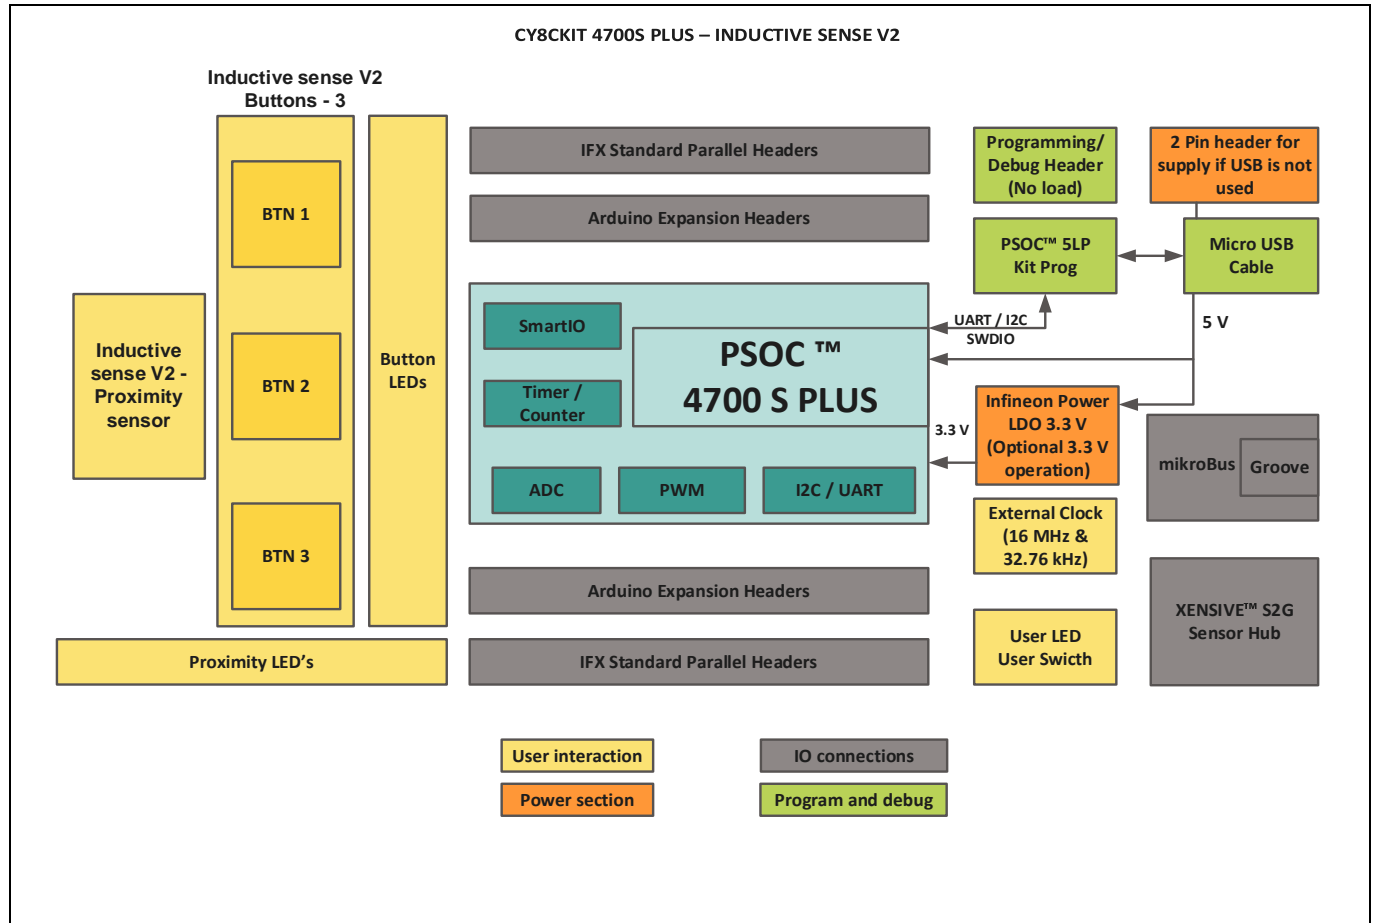 CY8CKIT 4700S PLUS – INDUCTIVE SENSE V2
Inductive sense V2
Buttons - 3
BTN 1
BTN 2
BTN 3
Inductive
sense V2 -
Proximity
sensor
Button
LEDs
Proximity LED’s
IFX Standard Parallel Headers
Arduino Expansion Headers
SmartIO
Timer /
Counter
PSOC ™
4700 S PLUS
ADC
PWM
I2C / UART
Arduino Expansion Headers
IFX Standard Parallel Headers
Programming/
Debug Header
(No load)
2 Pin header for
supply if USB is not
used
PSOC™ 5LP
Kit Prog
Micro USB
Cable
UART / I2C
SWDIO
5 V
3.3 V
Infineon Power
LDO 3.3 V
(Optional 3.3 V
operation)
mikroBus
Groove
External Clock
(16 MHz &
32.76 kHz)
User LED
User Swicth
XENSIVE™ S2G
Sensor Hub
User interaction
IO connections
Power section
Program and debug